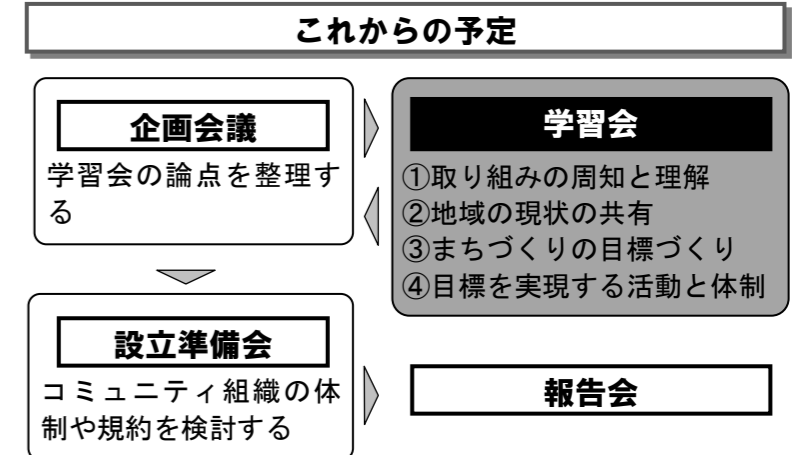 これからの予定
企画会議
学習会の論点を整理す
る
学習会
①取り組みの周知と理解
②地域の現状の共有
③まちづくりの目標づくり
④目標を実現する活動と体制
設立準備会
コミュニティ組織の体
制や規約を検討する
報告会